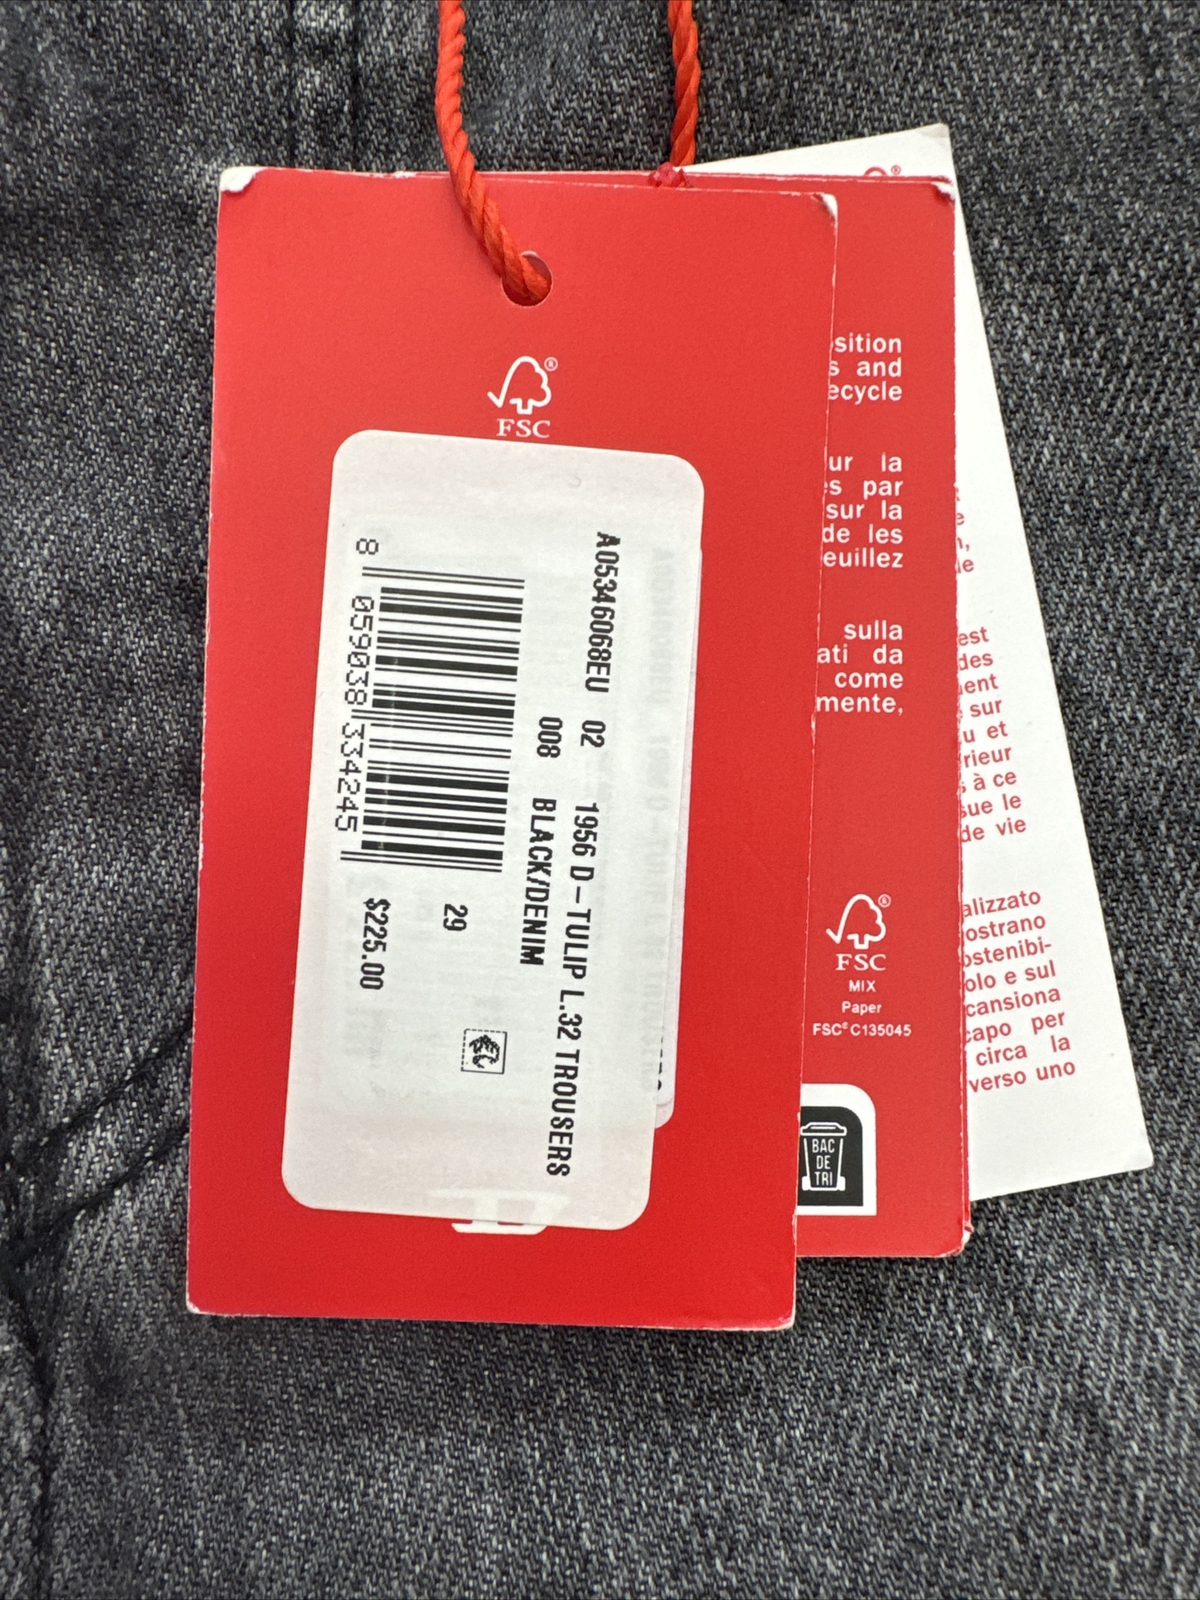 FSC
A05346068EU 02 1956 D-TULIP L.32 TROUSERS
008 BLACK/DENIM
29
8 059038 334245
$225.00
sition
s and
ecycle
ur la
es par
sur la
de les
euillez
sulla
ati da
come
mente,
FSC
MIX
Paper
FSC® C135045
BAC
DE
TRI
est
des
ent
sur
u et
rieur
s à ce
sue le
de vie
alizzato
ostrano
ostenibi-
olo e sul
cansiona
capo per
circa la
verso uno